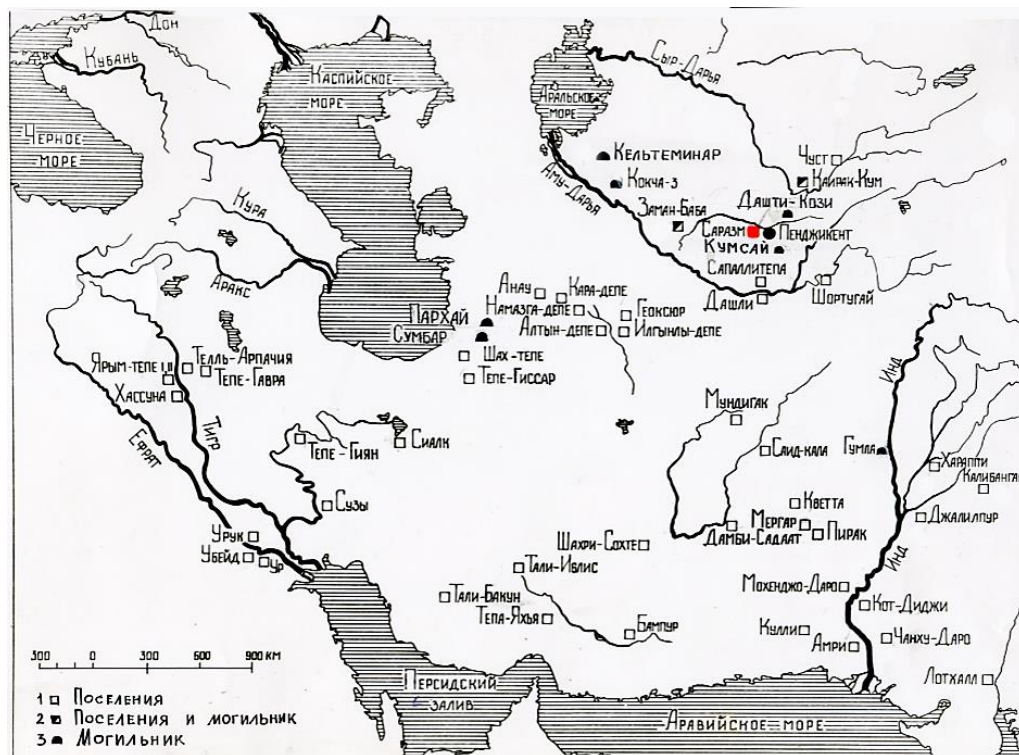 Дон
Кубань
Черное
море
Каспийское
море
Аральское
море
Сыр-Дарья
Аму-Дарья
Кельтеминар
Кокча-3
Чуст
Кайрак-Кум
Дашти-Кози
Заман-Баба
Саразм
Пенджикент
Кумсай
Сапаллитепа
Дашли
Шортугай
Кура
Аракс
Анау
Кара-депе
Намазга-депе
Геоксюр
Пархай
Алтын-депе
Илгынлы-депе
Сумбар
Шах-тепе
Тепе-Гиссар
Телль-Арпачия
Ярым-тепе I,II
Тепе-Гавра
Хассуна
Тигр
Ефрат
Тепе-Гиян
Сиалк
Сузы
Урук
Убейд
Ур
Мундигак
Саид-кала
Инд
Гумла
Хараппи
Калибанган
Кветта
Мергар
Джалилпур
Дамби-Садаат
Пирак
Шахри-Сохте
Инд
Тали-Иблис
Мохенджо-Даро
Тали-Бакун
Кот-Диджи
Тепа-Яхья
Бампур
Кулли
Амри
Чанху-Даро
Лотхалл
Персидский
залив
Аравийское море
300 0 300 600 900 км
1 Поселения
2 Поселения и могильник
3 Могильник